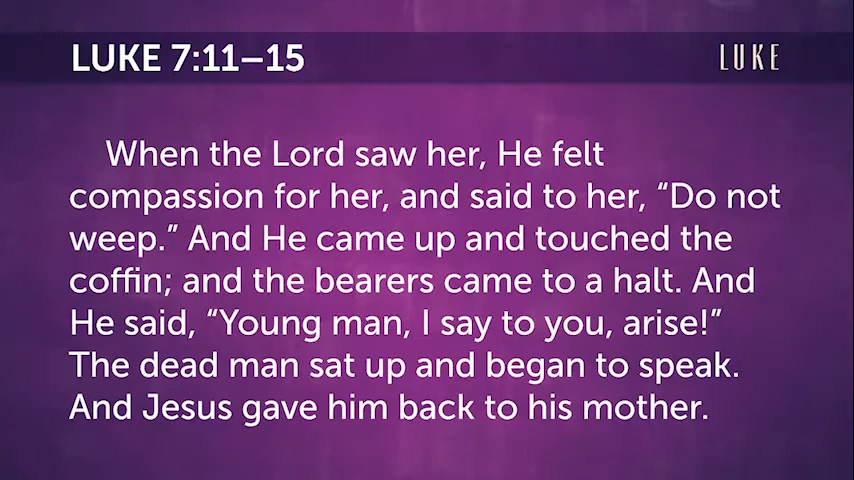 LUKE 7:11–15
LUKE
When the Lord saw her, He felt
compassion for her, and said to her, “Do not
weep.” And He came up and touched the
coffin; and the bearers came to a halt. And
He said, “Young man, I say to you, arise!”
The dead man sat up and began to speak.
And Jesus gave him back to his mother.